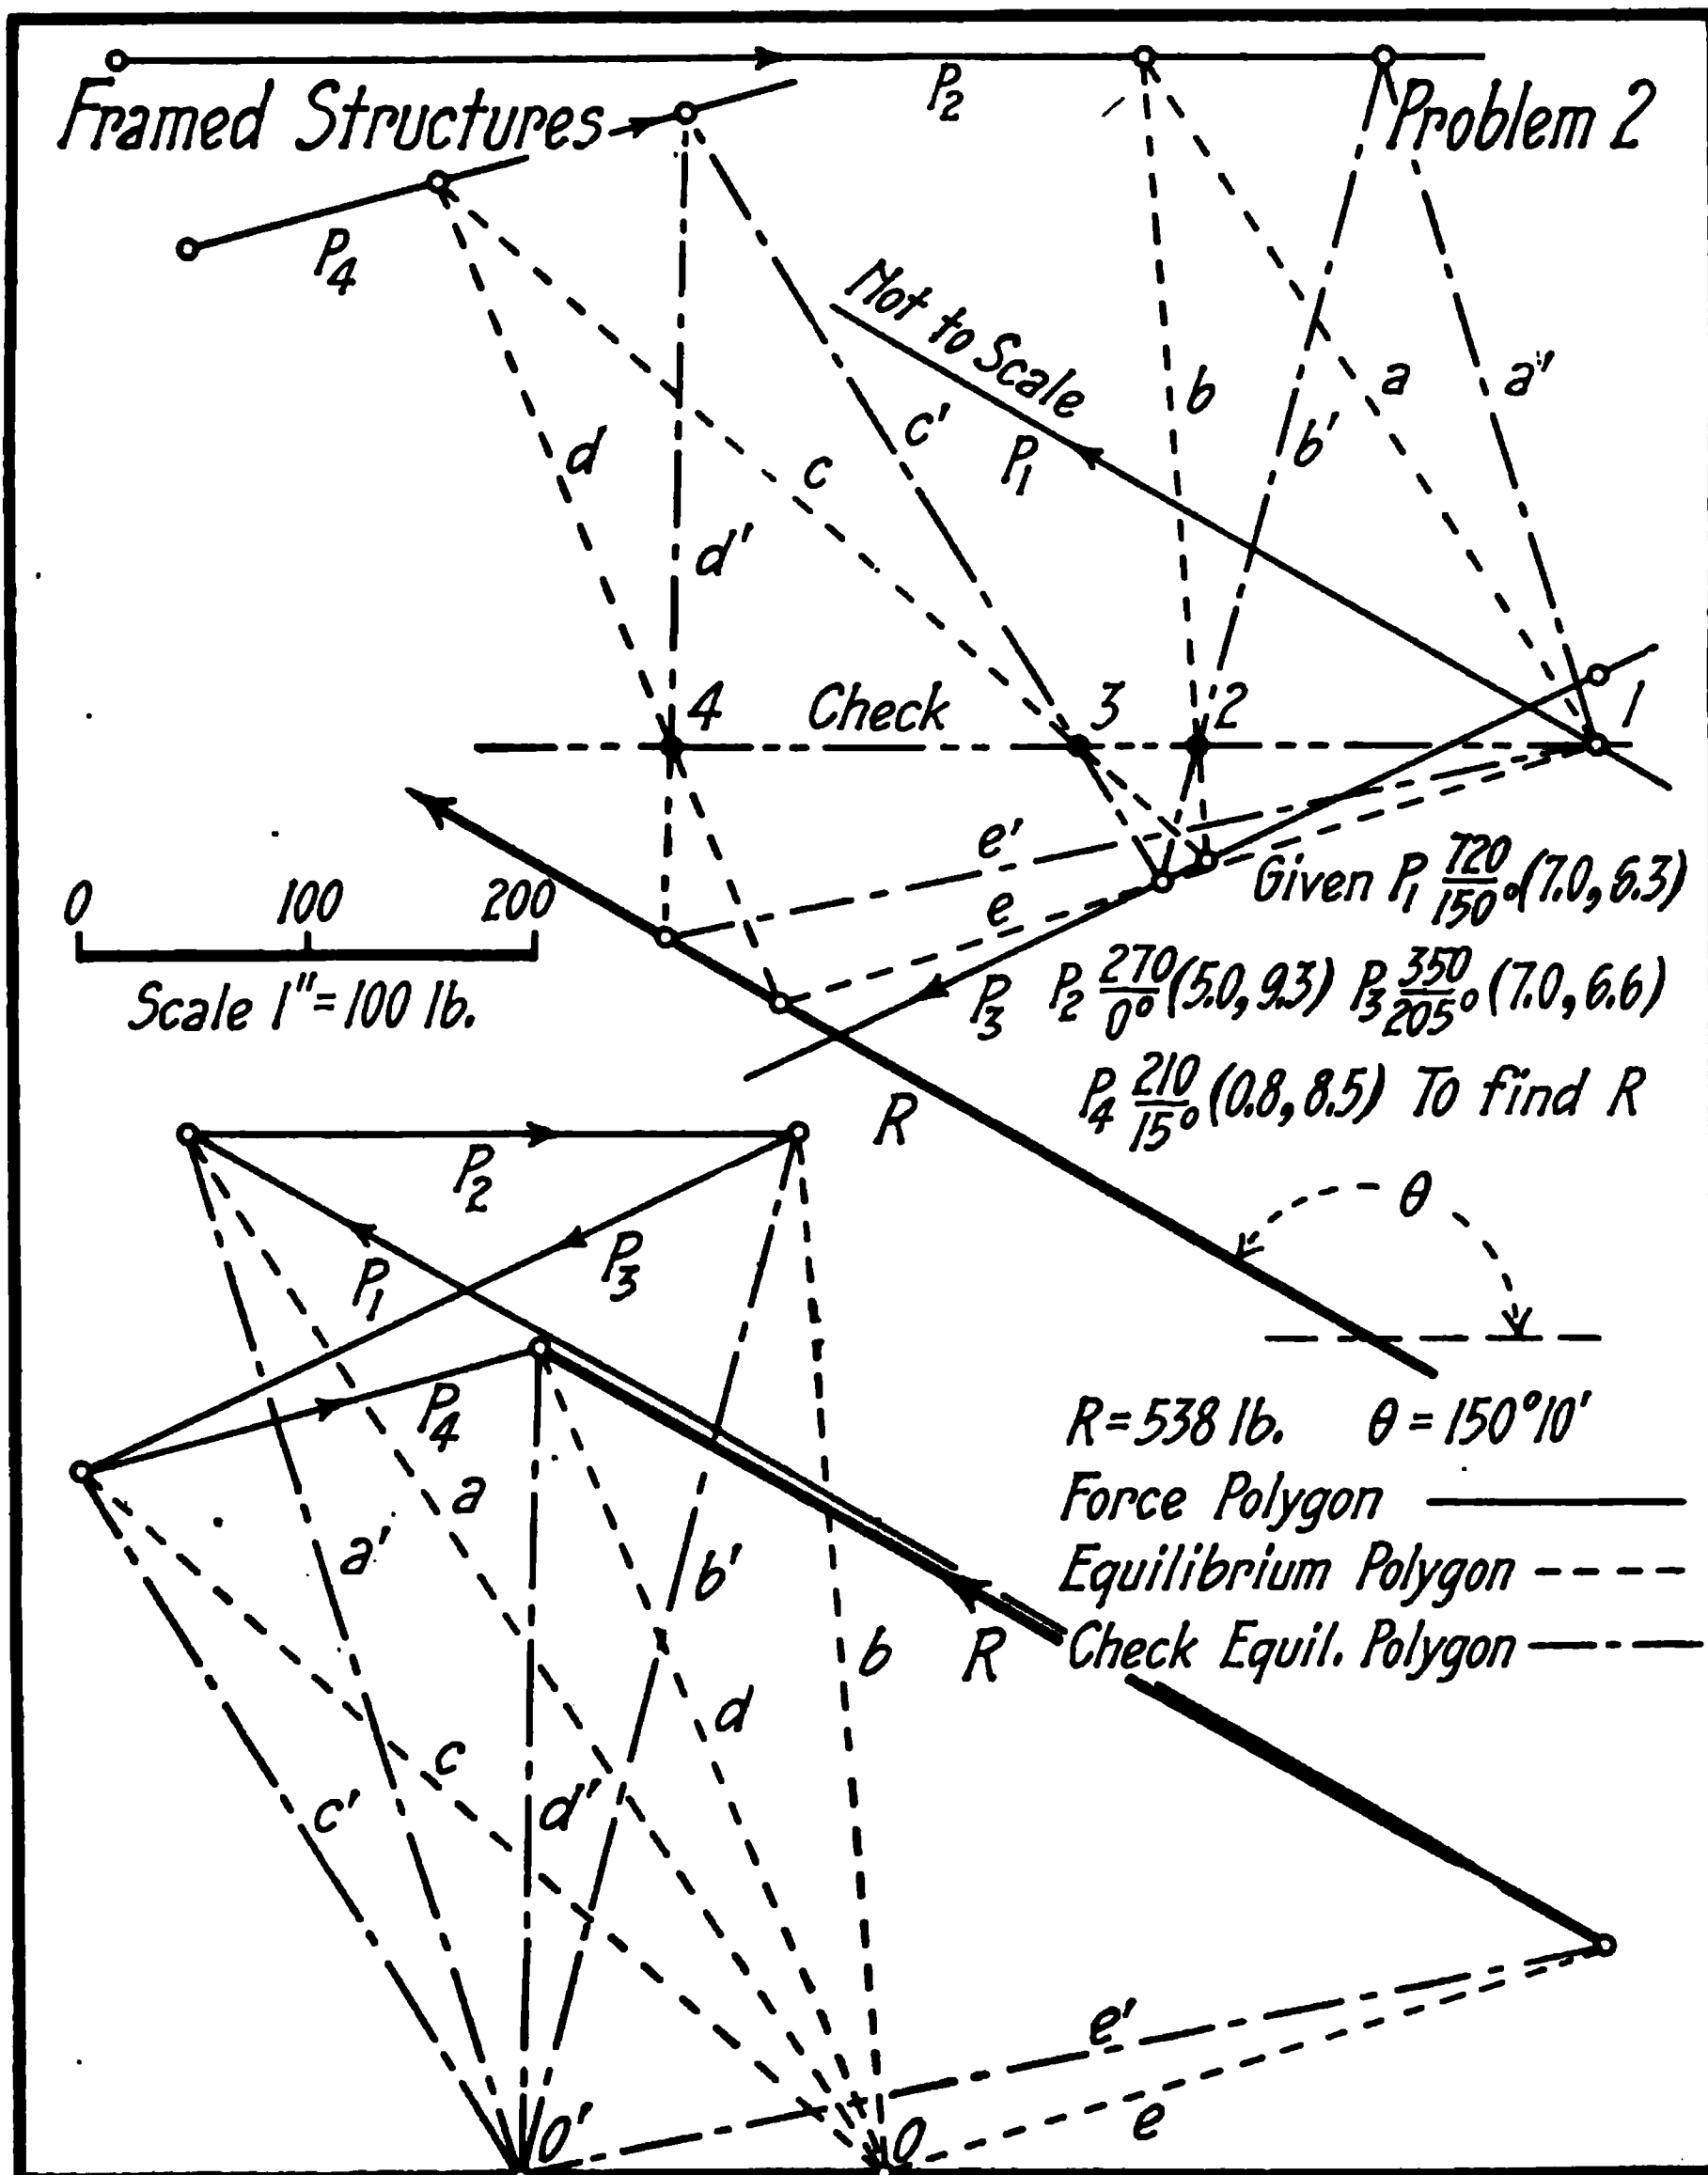 P2
Framed Structures
Problem 2
P4
Not to Scale
a
a'
b
b'
c'
c
P1
d
d'
4
Check
3
2
1
e'
e
Given P1 720/150° (7.0, 6.3)
0 100 200
Scale 1" = 100 lb.
P3
P2 270/0° (5.0, 9.3) P3 350/205° (7.0, 6.6)
P4 210/15° (0.8, 8.5) To find R
R
P2
θ
P3
P1
P4
R = 538 lb. θ = 150°10'
a
Force Polygon
a'
b'
Equilibrium Polygon
b
R
Check Equil. Polygon
d
c
c'
d'
e'
O'
O
e